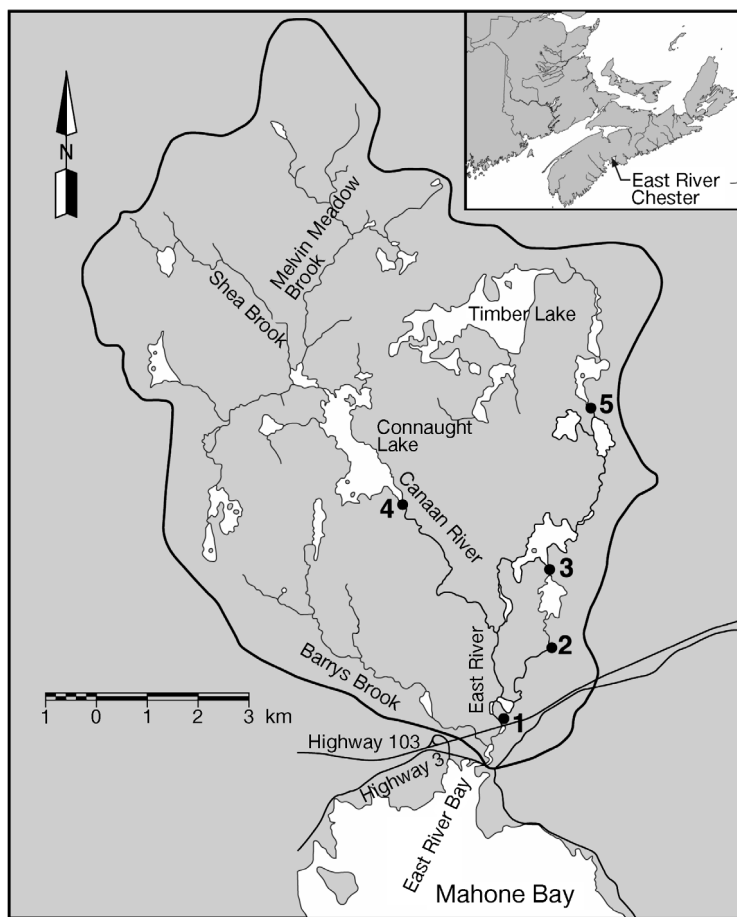 East River
Chester
N
Melvin Meadow
Brook
Shea Brook
Timber Lake
5
Connaught
Lake
Canaan River
4
3
2
East River
Barrys Brook
1
1 0 1 2 3 km
Highway 103
Highway 3
East River Bay
Mahone Bay